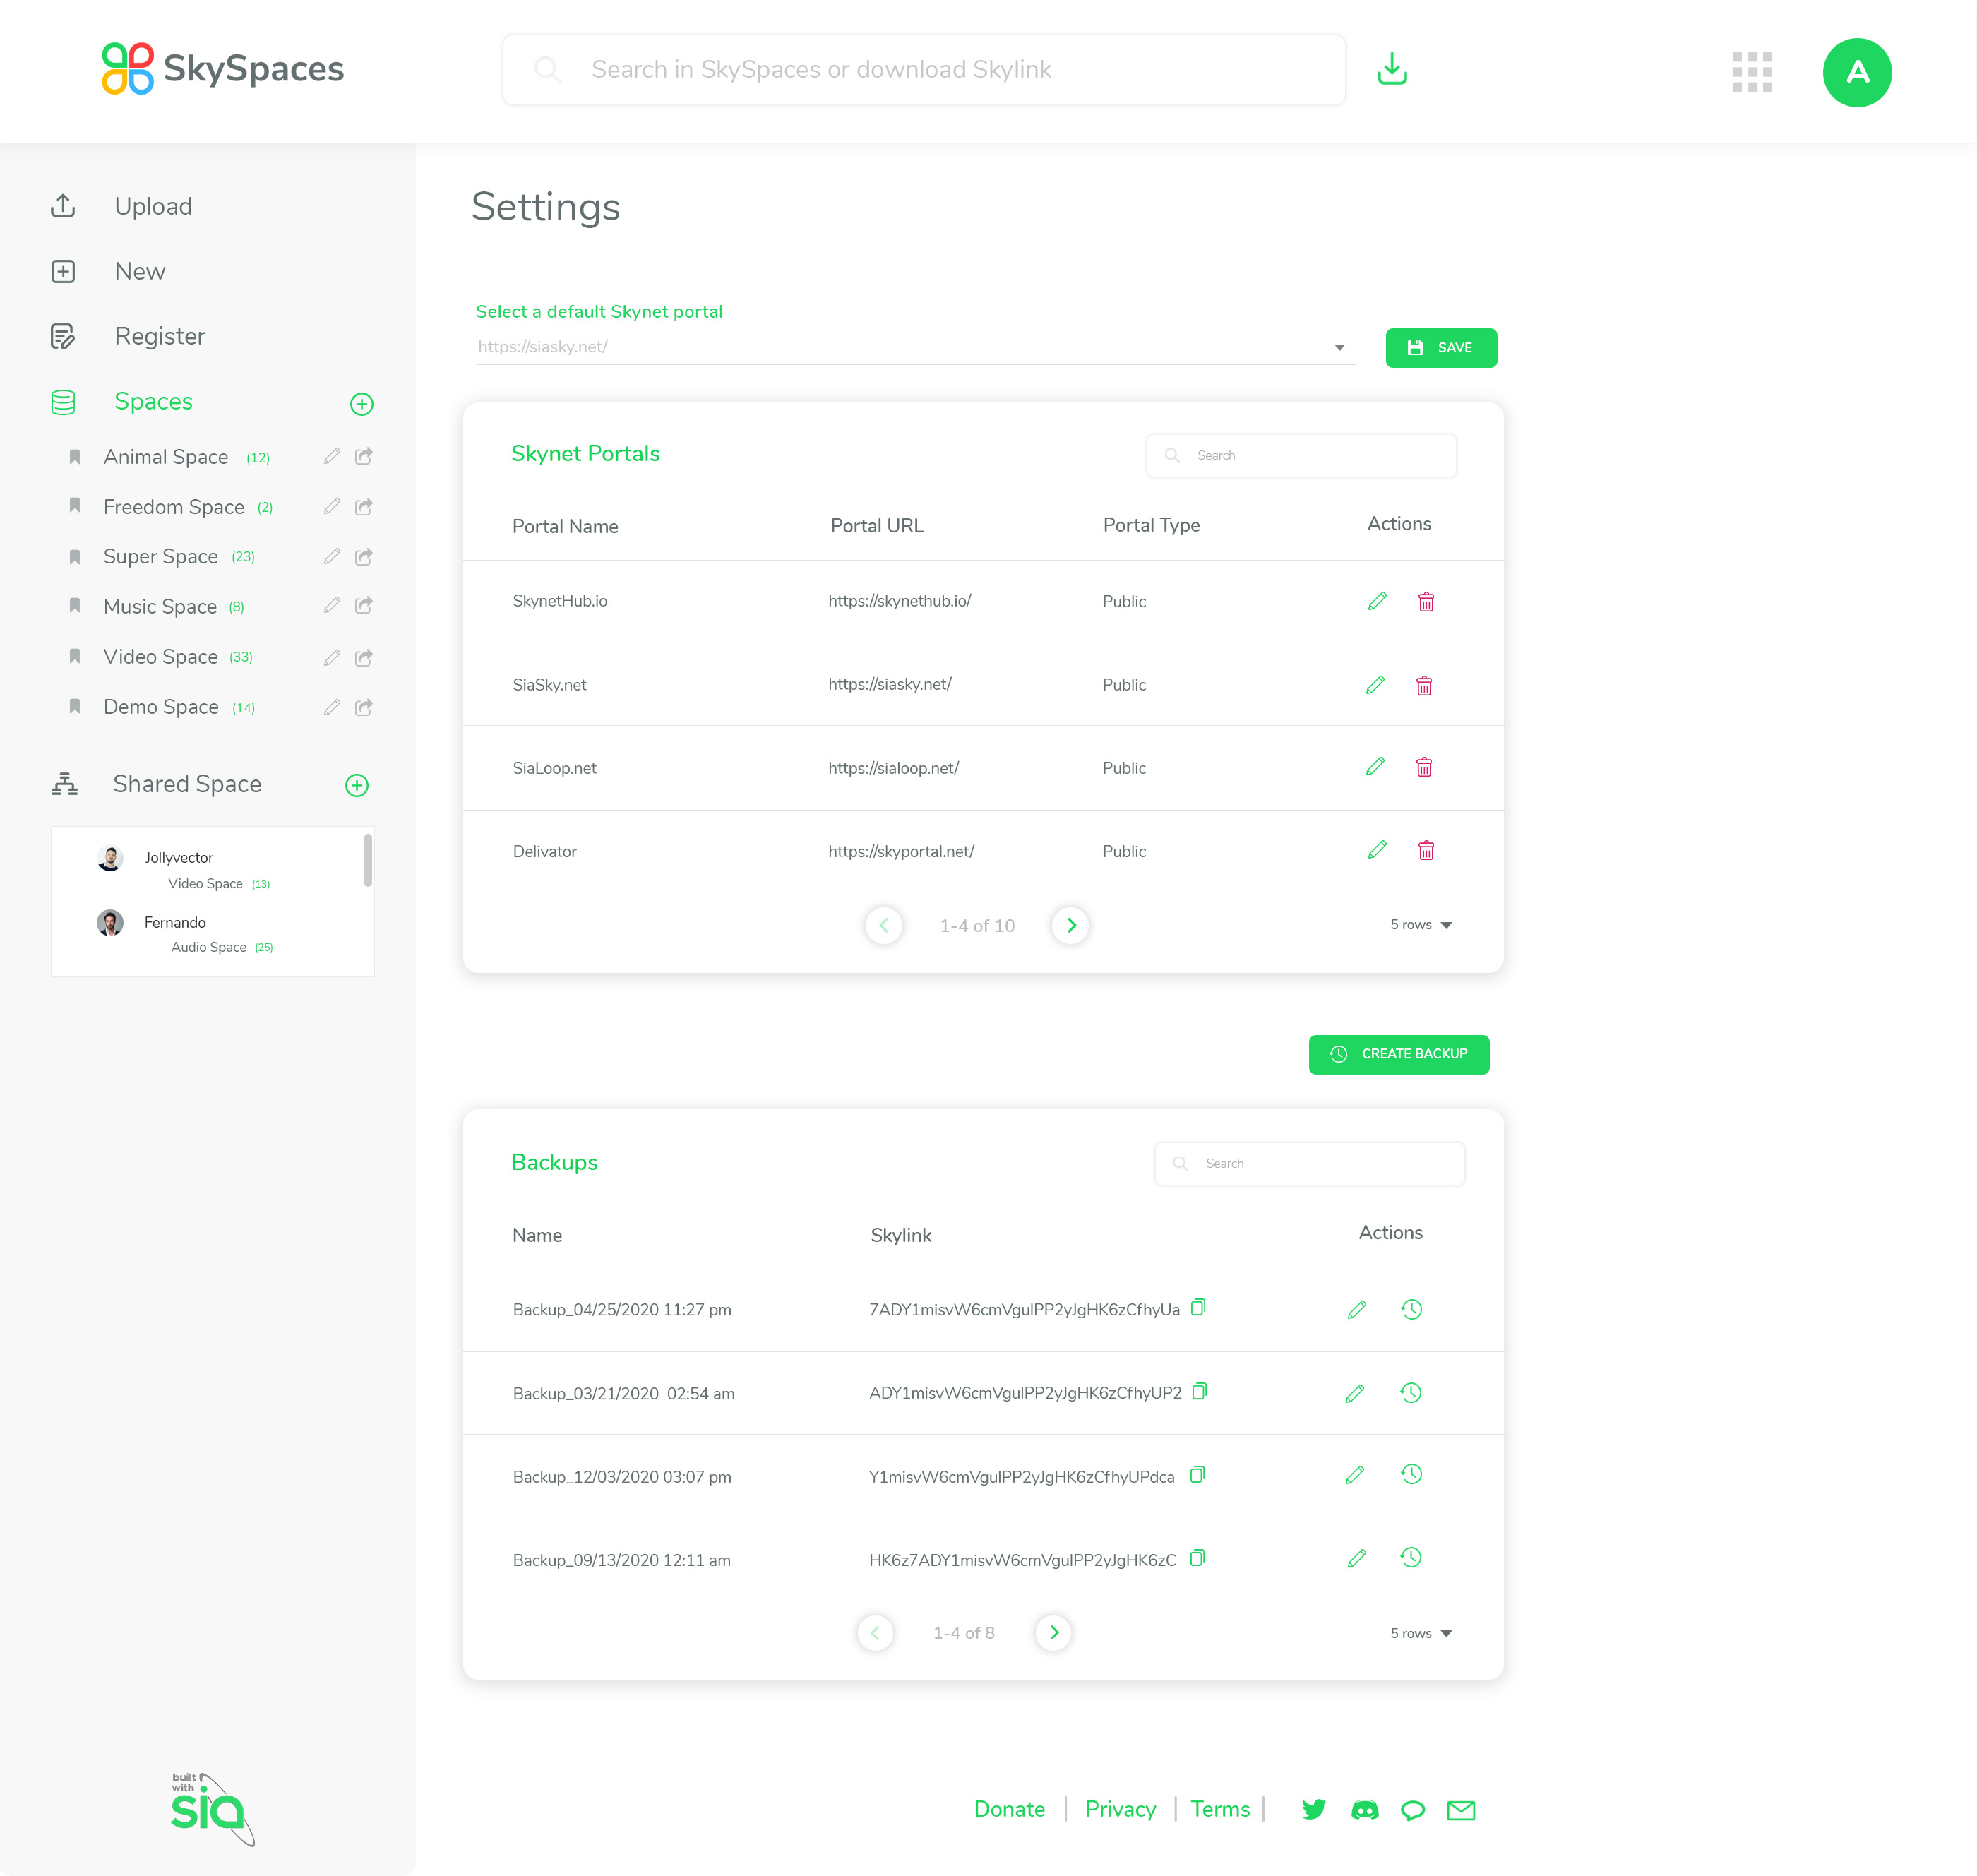 SkySpaces
Search in SkySpaces or download Skylink
A
Upload
New
Register
Spaces
Animal Space (12)
Freedom Space (2)
Super Space (23)
Music Space (8)
Video Space (33)
Demo Space (14)
Shared Space
Jollyvector
Video Space (13)
Fernando
Audio Space (25)
built
with
sia
Settings
Select a default Skynet portal
https://siasky.net/
SAVE
Skynet Portals
Search
Portal Name Portal URL Portal Type Actions
SkynetHub.io https://skynethub.io/ Public
SiaSky.net https://siasky.net/ Public
SiaLoop.net https://sialoop.net/ Public
Delivator https://skyportal.net/ Public
1-4 of 10
5 rows
CREATE BACKUP
Backups
Search
Name Skylink Actions
Backup_04/25/2020 11:27 pm 7ADY1misvW6cmVgulPP2yJgHK6zCfhyUa
Backup_03/21/2020  02:54 am ADY1misvW6cmVgulPP2yJgHK6zCfhyUP2
Backup_12/03/2020 03:07 pm Y1misvW6cmVgulPP2yJgHK6zCfhyUPdca
Backup_09/13/2020 12:11 am HK6z7ADY1misvW6cmVgulPP2yJgHK6zC
1-4 of 8
5 rows
Donate | Privacy | Terms |